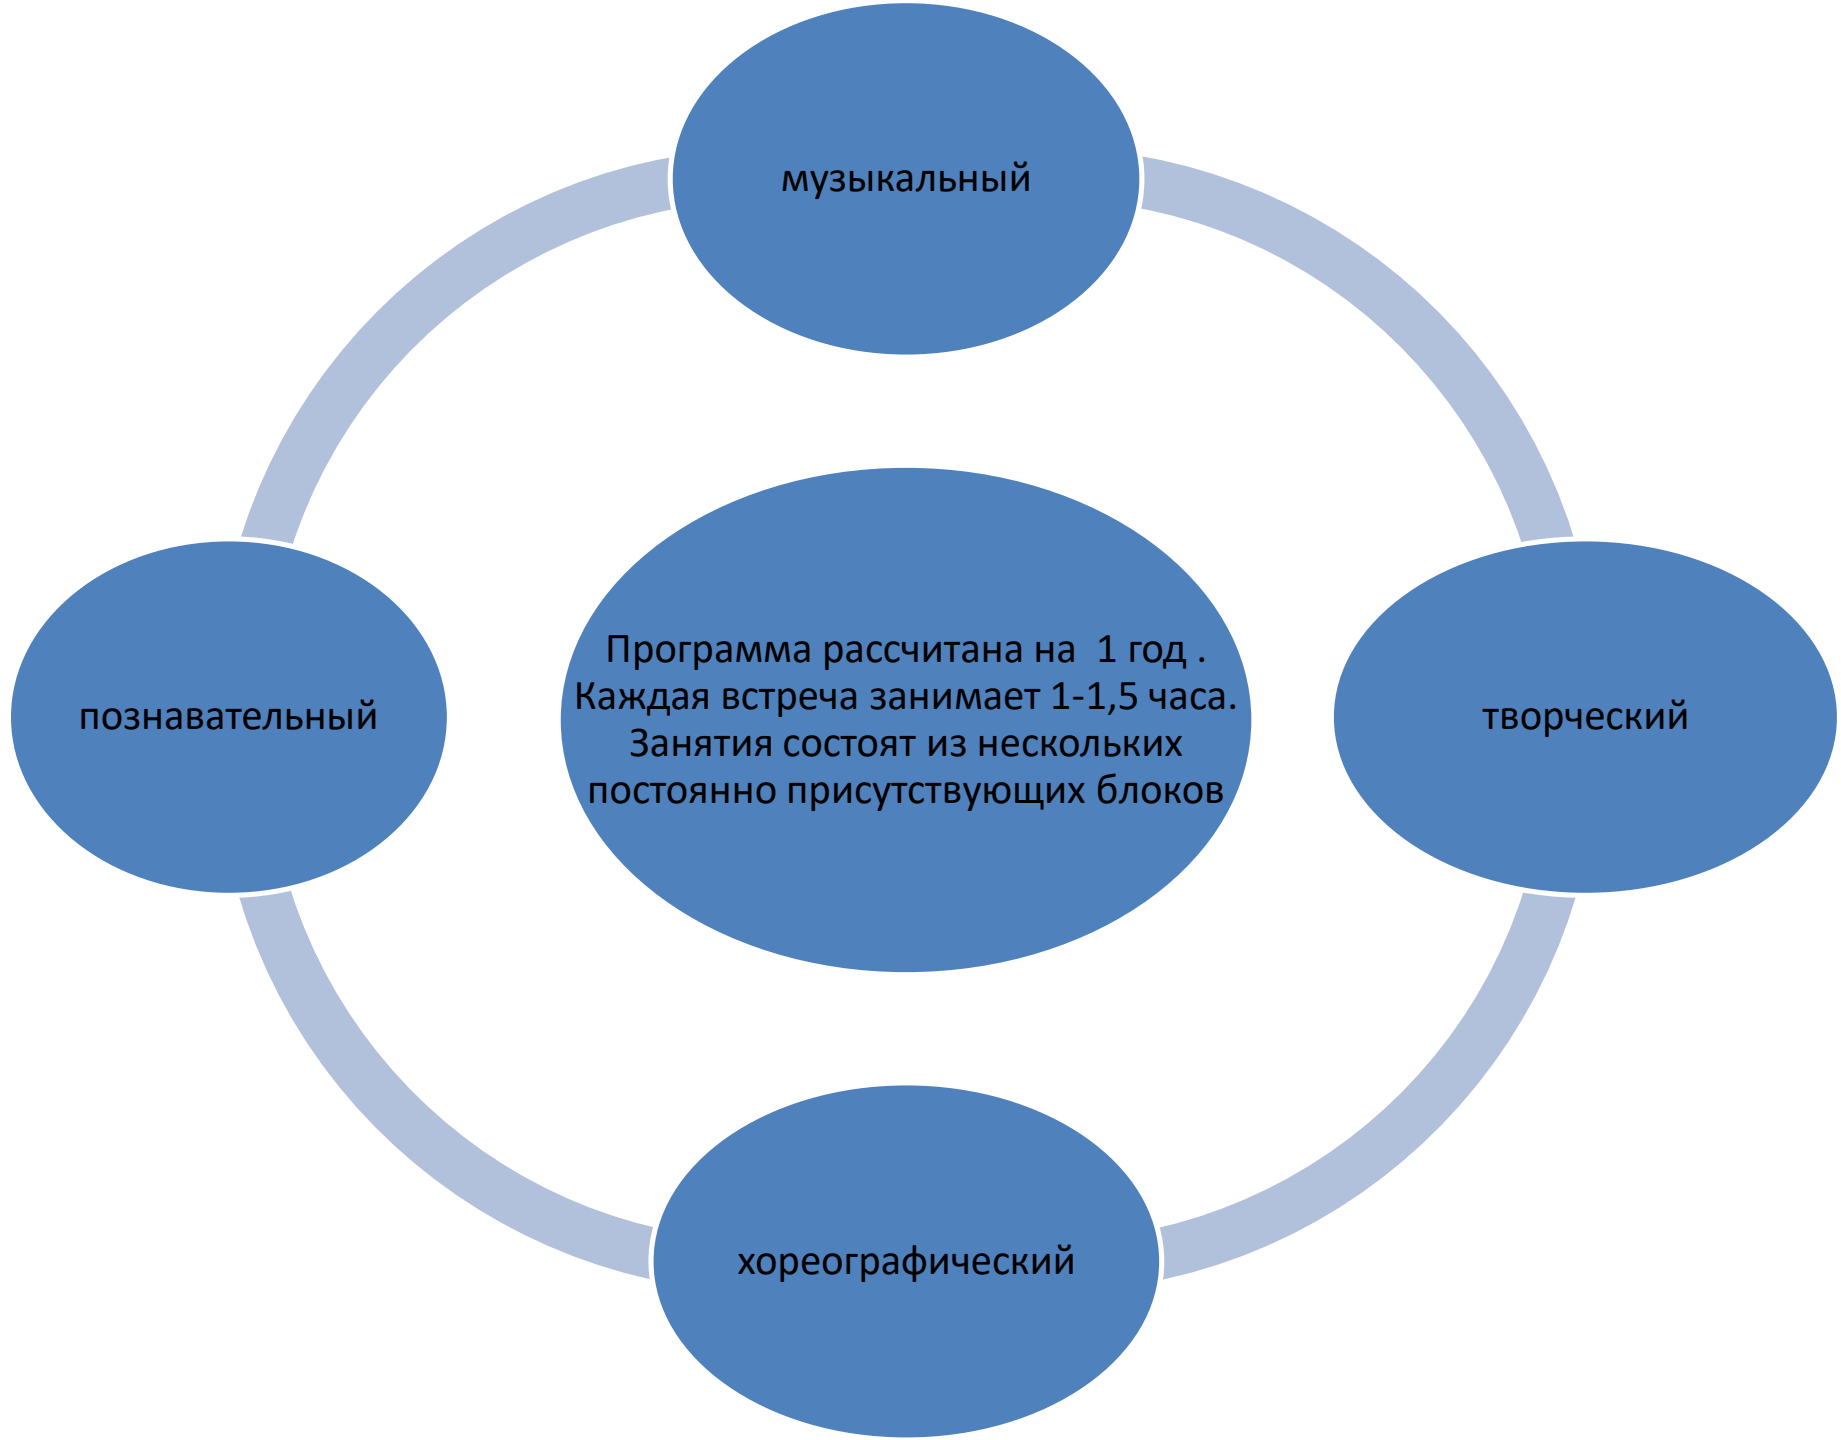 музыкальный
Программа рассчитана на  1 год .
Каждая встреча занимает 1-1,5 часа.
Занятия состоят из нескольких
постоянно присутствующих блоков
познавательный
творческий
хореографический